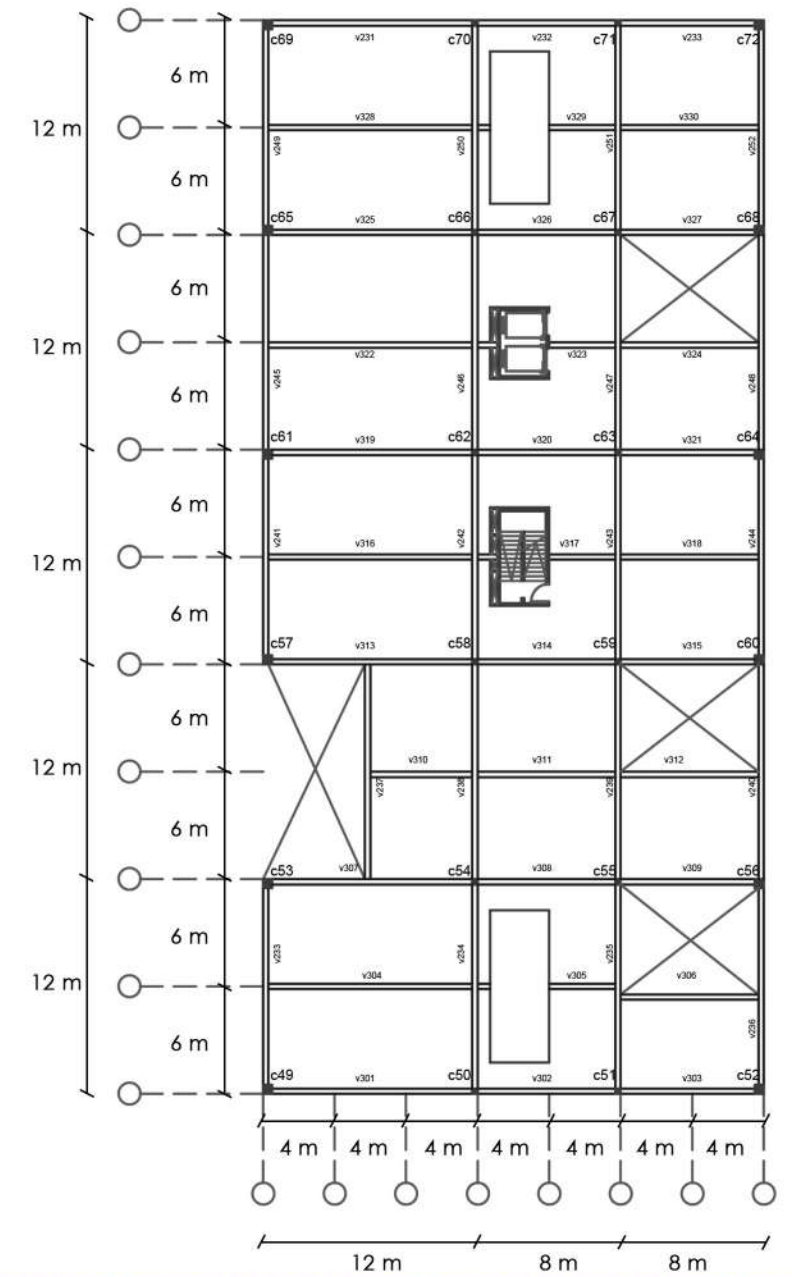 c69 v231 c70 v232 c71 v233 c72
6 m
v328 v329 v330
12 m
v249 v250 v251 v252
6 m
c65 v325 c66 v326 c67 v327 c68
6 m
12 m
v322 v323 v324
v245 v246 v247 v248
6 m
c61 v319 c62 v320 c63 v321 c64
6 m
v241 v316 v242 v317 v243 v318 v244
12 m
6 m
c57 v313 c58 v314 c59 v315 c60
6 m
v310 v311 v312
12 m
v237 v238 v239 v240
6 m
c53 v307 c54 v308 c55 v309 c56
6 m
v233 v234 v235
v304 v305 v306
12 m
v236
6 m
c49 v301 c50 v302 c51 v303 c52
4 m 4 m 4 m 4 m 4 m 4 m 4 m
12 m 8 m 8 m